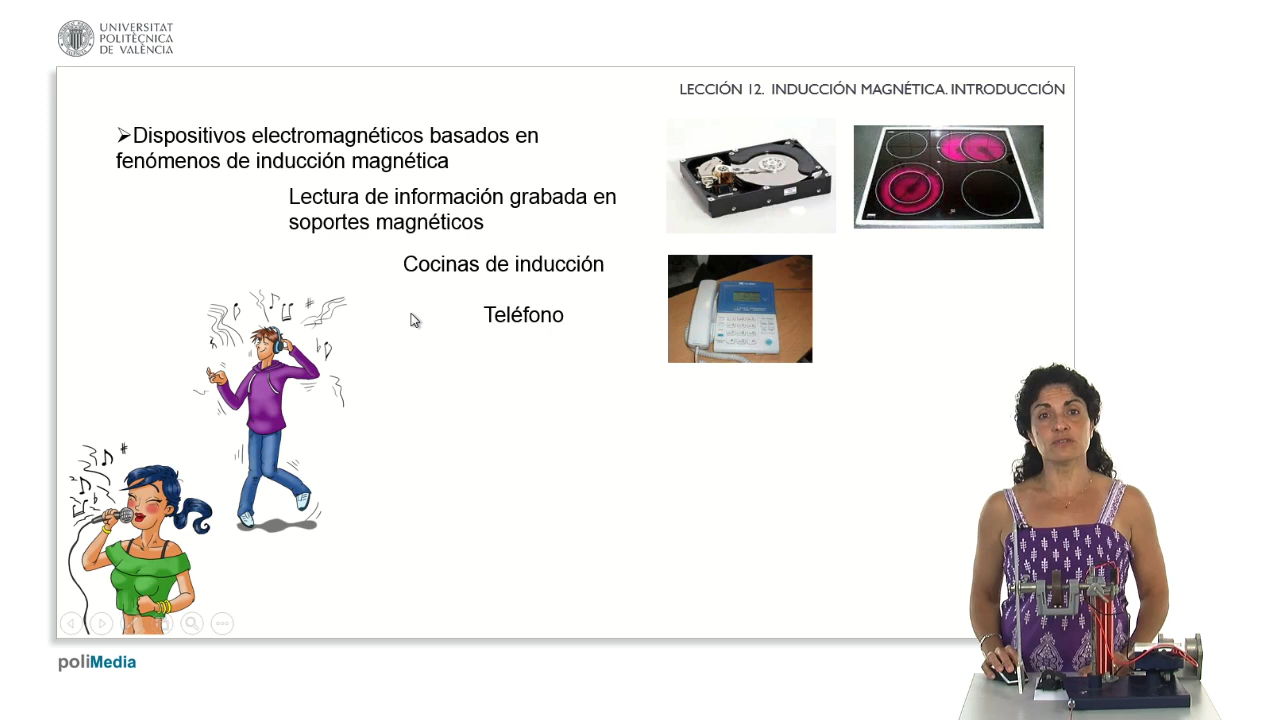 UNIVERSITAT
POLITÈCNICA
DE VALÈNCIA
LECCIÓN 12. INDUCCIÓN MAGNÉTICA. INTRODUCCIÓN
➢Dispositivos electromagnéticos basados en
fenómenos de inducción magnética
Lectura de información grabada en
soportes magnéticos
Cocinas de inducción
Teléfono
poliMedia